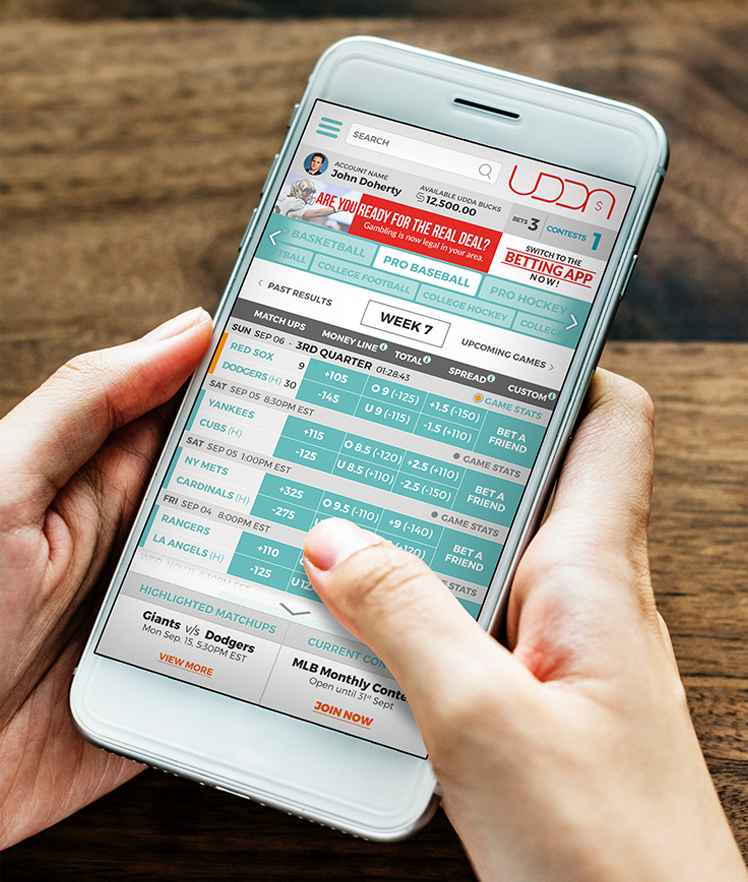 SEARCH
UDDA
S
ACCOUNT NAME
John Doherty
AVAILABLE UDDA BUCKS
S 12,500.00
BETS 3
CONTESTS 1
ARE YOU READY FOR THE REAL DEAL?
Gambling is now legal in your area.
SWITCH TO THE
BETTING APP
NOW!
O BASKETBALL PRO BASEBALL PRO HOCKEY
TBALL COLLEGE FOOTBALL COLLEGE HOCKEY COLLEG
< PAST RESULTS WEEK 7 UPCOMING GAMES >
MATCH UPS MONEY LINE i TOTAL i SPREAD i CUSTOM i
SUN SEP 06 - 3RD QUARTER 01:28:43 GAME STATS
RED SOX 9 +105 O 9 (-125) +1.5 (-150)
DODGERS (H) 30 -145 U 9 (-115) -1.5 (+110)
BET A
FRIEND
SAT SEP 05 8:30PM EST GAME STATS
YANKEES +115 O 8.5 (-120) +2.5 (+110)
CUBS (H) -125 U 8.5 (+110) -2.5 (-150)
BET A
FRIEND
SAT SEP 05 1:00PM EST GAME STATS
NY METS +325 O 9.5 (-110) +9 (-140)
CARDINALS (H) -275 (+120)
BET A
FRIEND
FRI SEP 04 8:00PM EST STATS
RANGERS +110
LA ANGELS (H) -125 U 12
WED NOV 11 8:10PM EST
HIGHLIGHTED MATCHUPS
Giants v/s Dodgers
Mon Sep. 15, 5:30PM EST
VIEW MORE
CURRENT CON
MLB Monthly Conte
Open until 31st Sept
JOIN NOW